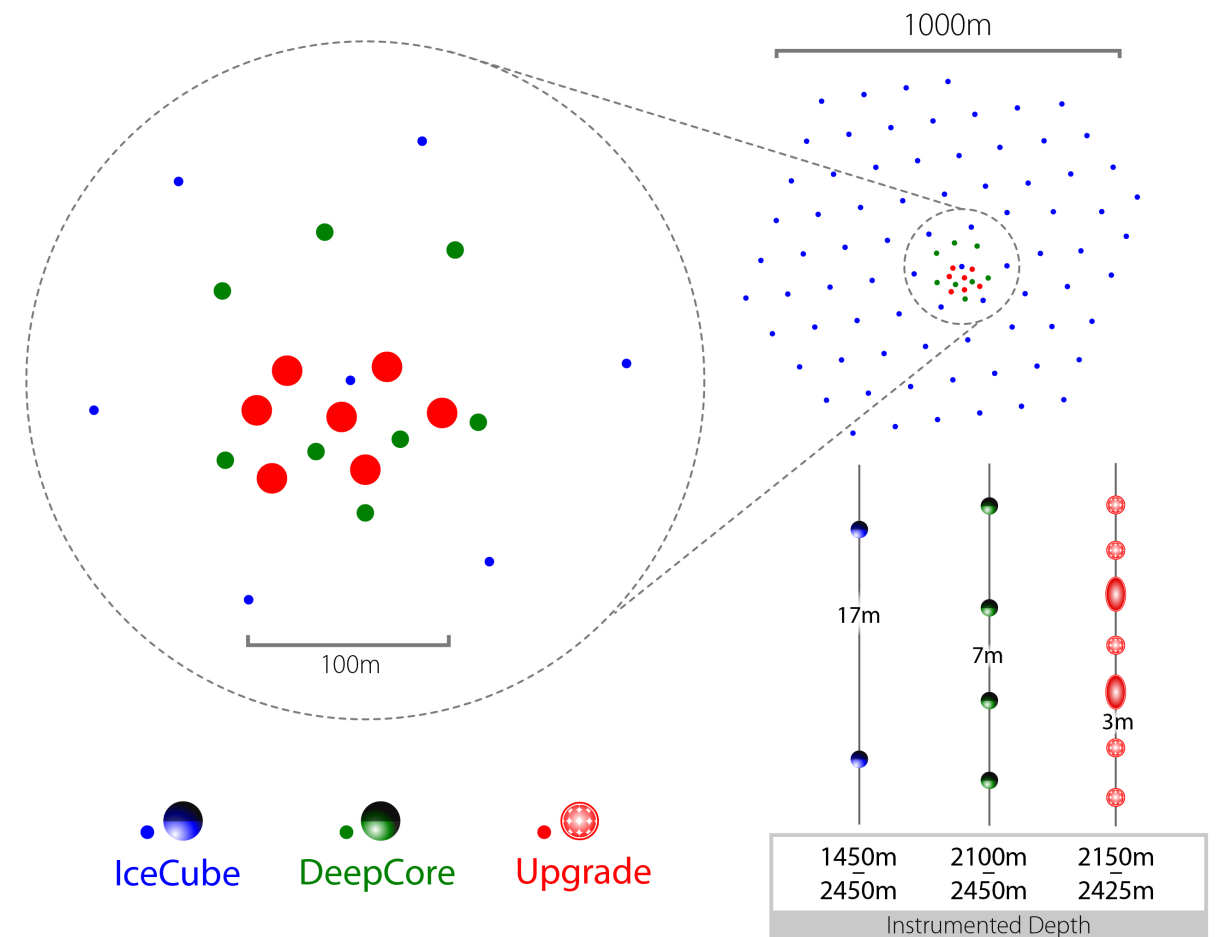 1000m
100m
17m
7m
3m
IceCube
DeepCore
Upgrade
1450m
–
2450m
2100m
–
2450m
2150m
–
2425m
Instrumented Depth